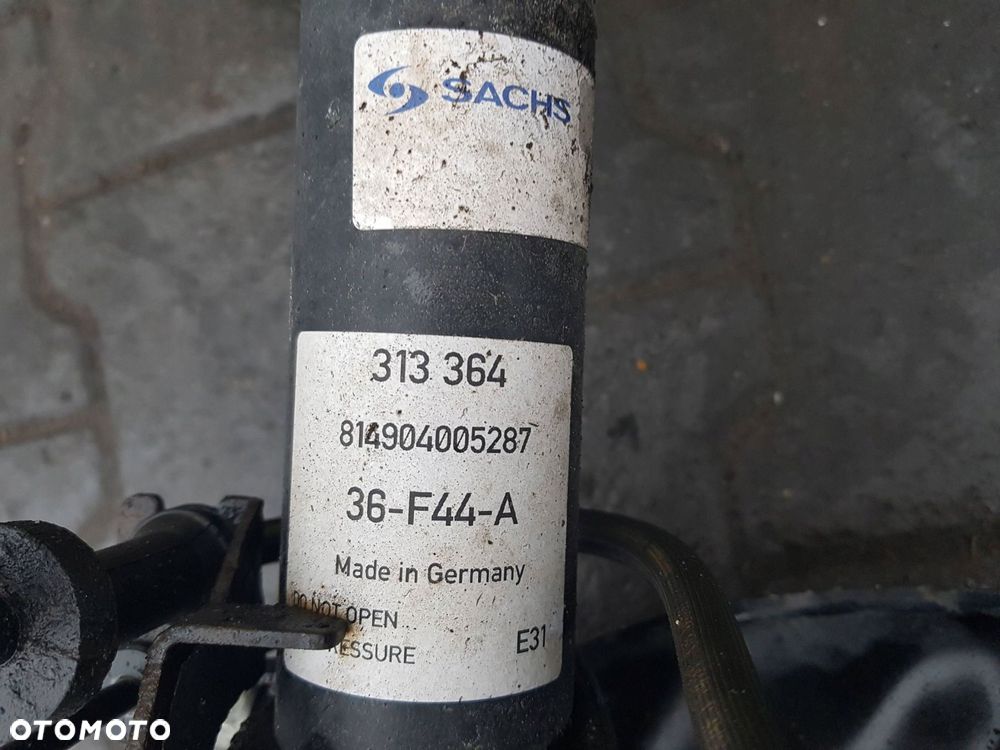 SACHS
313 364
814904005287
36-F44-A
Made in Germany
DO NOT OPEN
E31
OTOMOTO